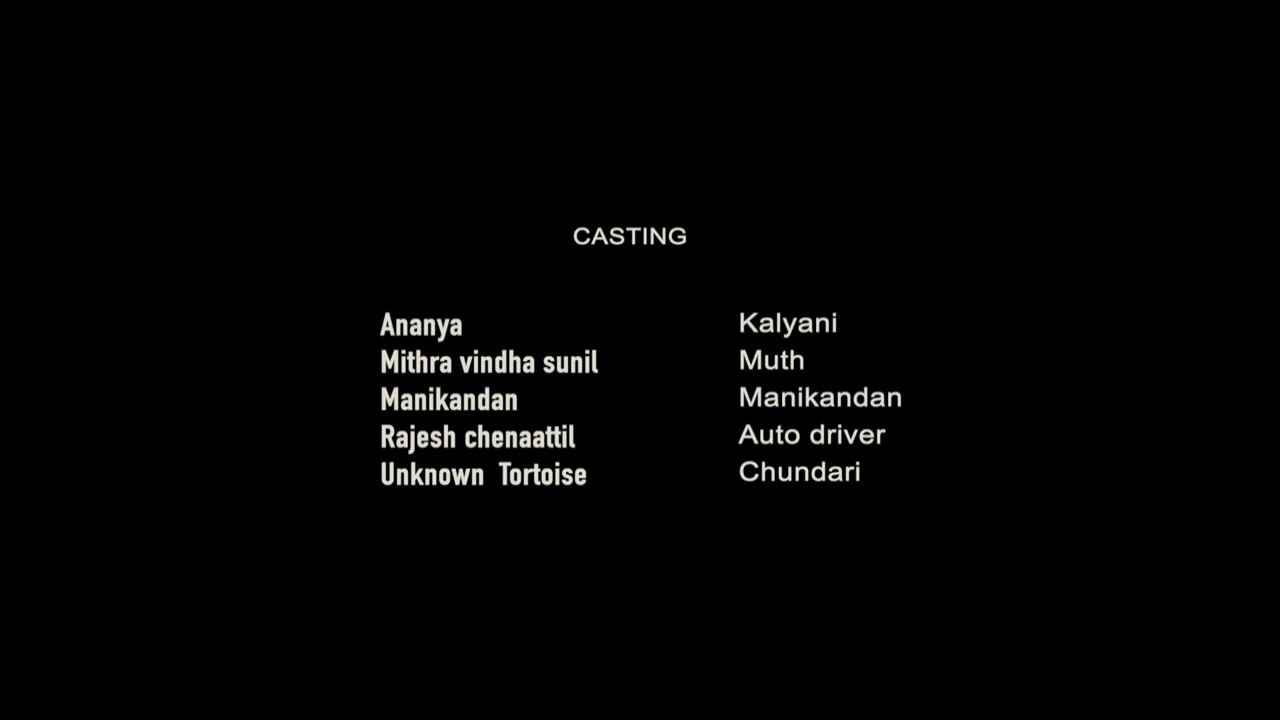 CASTING
Ananya Kalyani
Mithra vindha sunil Muth
Manikandan Manikandan
Rajesh chenaattil Auto driver
Unknown Tortoise Chundari